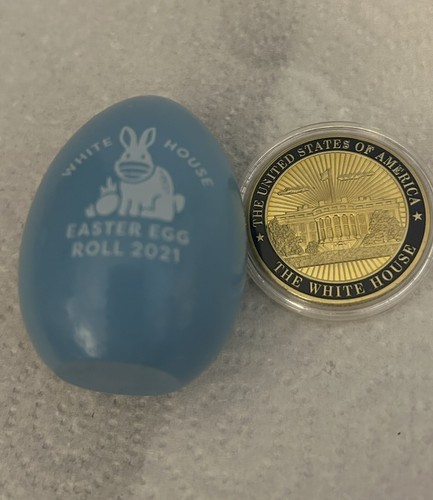 WHITE HOUSE
EASTER EGG
ROLL 2021
THE UNITED STATES OF AMERICA
THE WHITE HOUSE